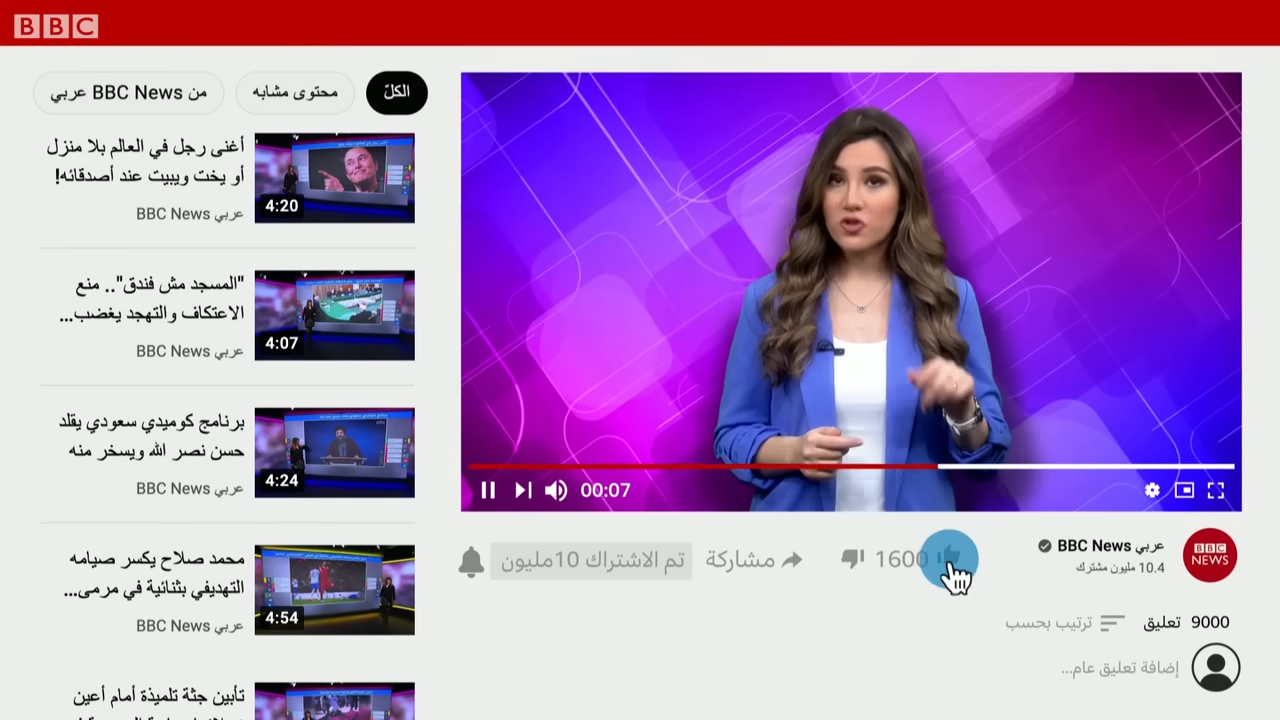 BBC
الكلّ
محتوى مشابه
من BBC News عربي
أغنى رجل في العالم بلا منزل
أو يخت ويبيت عند أصدقائه!
عربي BBC News
4:20
"المسجد مش فندق".. منع
الاعتكاف والتهجد يغضب...
عربي BBC News
4:07
برنامج كوميدي سعودي يقلد
حسن نصر الله ويسخر منه
عربي BBC News
4:24
محمد صلاح يكسر صيامه
التهديفي بثنائية في مرمى...
عربي BBC News
4:54
تأبين جثة تلميذة أمام أعين
00:07
عربي BBC News
10.4 مليون مشترك
BBC
NEWS
1600
مشاركة
تم الاشتراك 10مليون
9000 تعليق
ترتيب بحسب
إضافة تعليق عام...